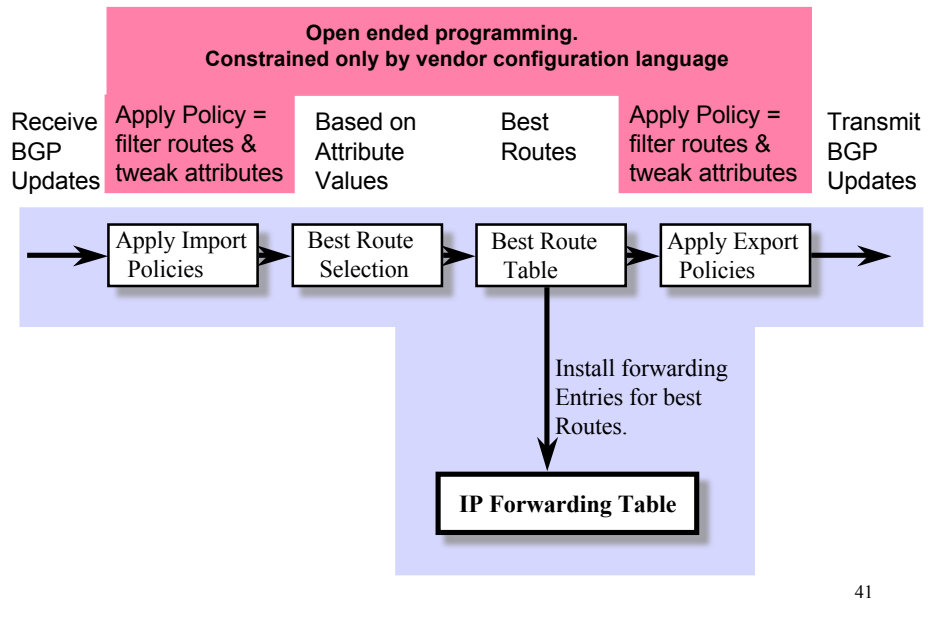 Open ended programming.
Constrained only by vendor configuration language
Receive
BGP
Updates
Apply Policy =
filter routes &
tweak attributes
Based on
Attribute
Values
Best
Routes
Apply Policy =
filter routes &
tweak attributes
Transmit
BGP
Updates
Apply Import
Policies
Best Route
Selection
Best Route
Table
Apply Export
Policies
Install forwarding
Entries for best
Routes.
IP Forwarding Table
41